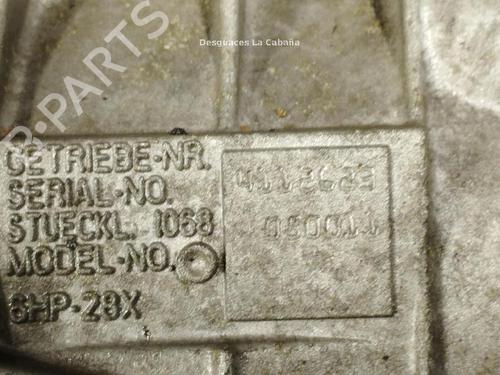 Desguaces La Cabaña
B-PARTS
GETRIEBE-NR.
SERIAL-NO.
STUECKL. 1068
MODEL-NO.
6HP-28X